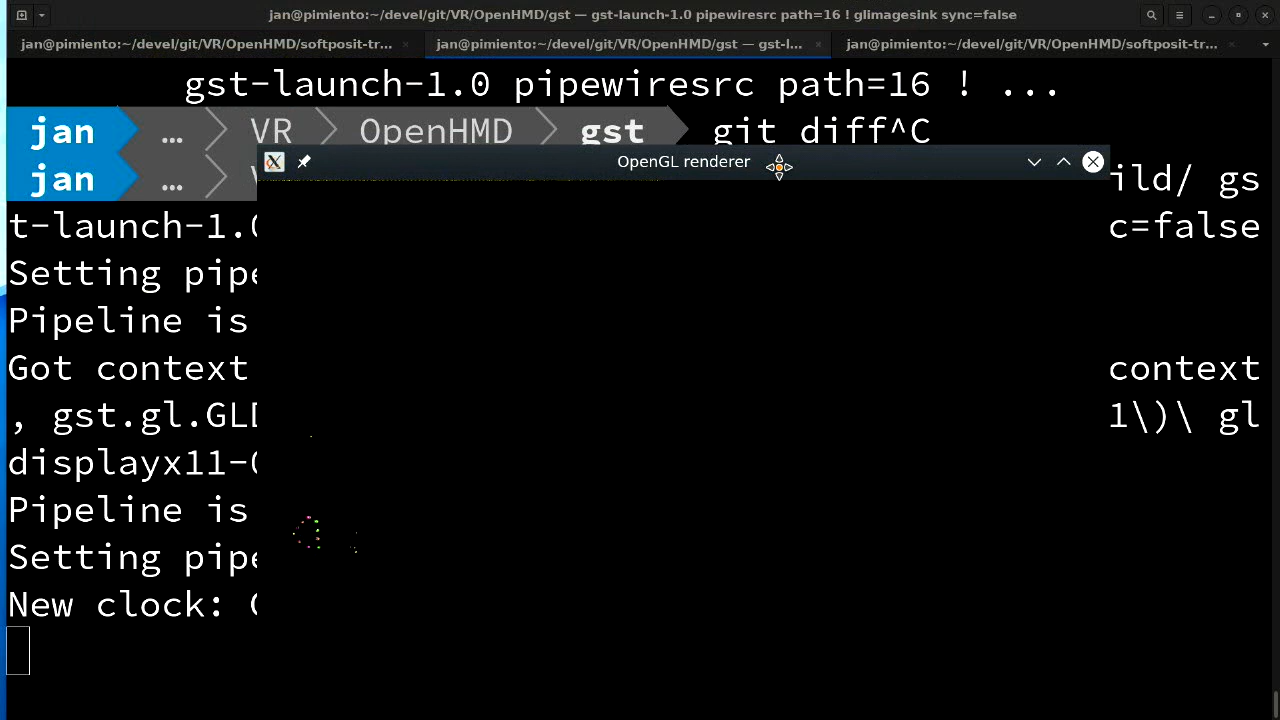 jan@pimiento:~/devel/git/VR/OpenHMD/gst — gst-launch-1.0 pipewiresrc path=16 ! glimagesink sync=false
jan@pimiento:~/devel/git/VR/OpenHMD/softposit-tr... × jan@pimiento:~/devel/git/VR/OpenHMD/gst — gst-l... × jan@pimiento:~/devel/git/VR/OpenHMD/softposit-tr... ×
gst-launch-1.0 pipewiresrc path=16 ! ...
jan … VR OpenHMD gst git diff^C
OpenGL renderer
jan … ild/ gs
t-launch-1. c=false
Setting pipe
Pipeline is
Got context context
, gst.gl.GLD 1\)\ gl
displayx11-
Pipeline is
Setting pipe
New clock: